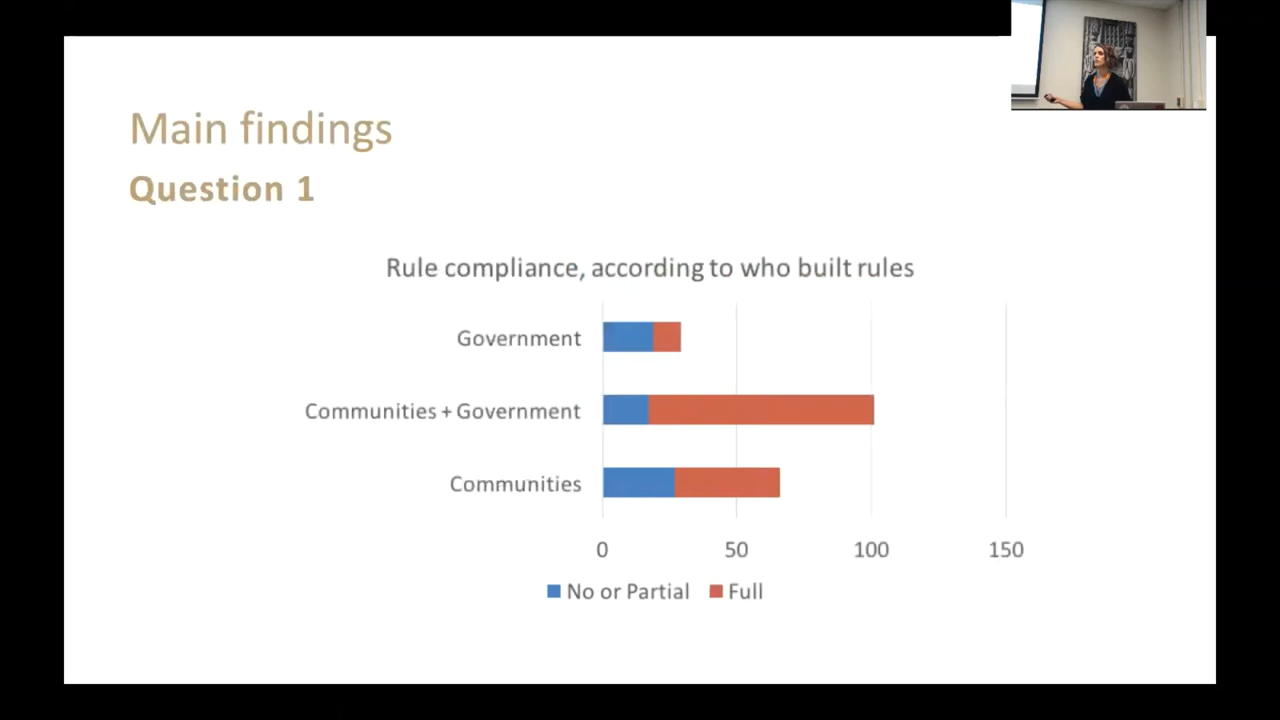 Main findings
Question 1
Rule compliance, according to who built rules
Government
Communities + Government
Communities
0 50 100 150
No or Partial Full